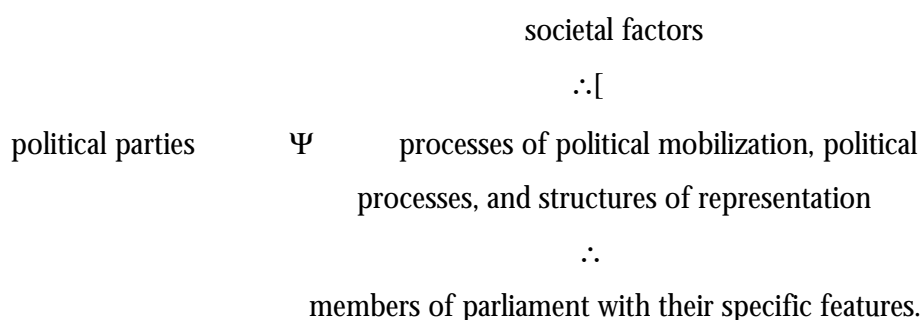 societal factors
∴[
political parties Ψ processes of political mobilization, political
processes, and structures of representation
∴
members of parliament with their specific features.